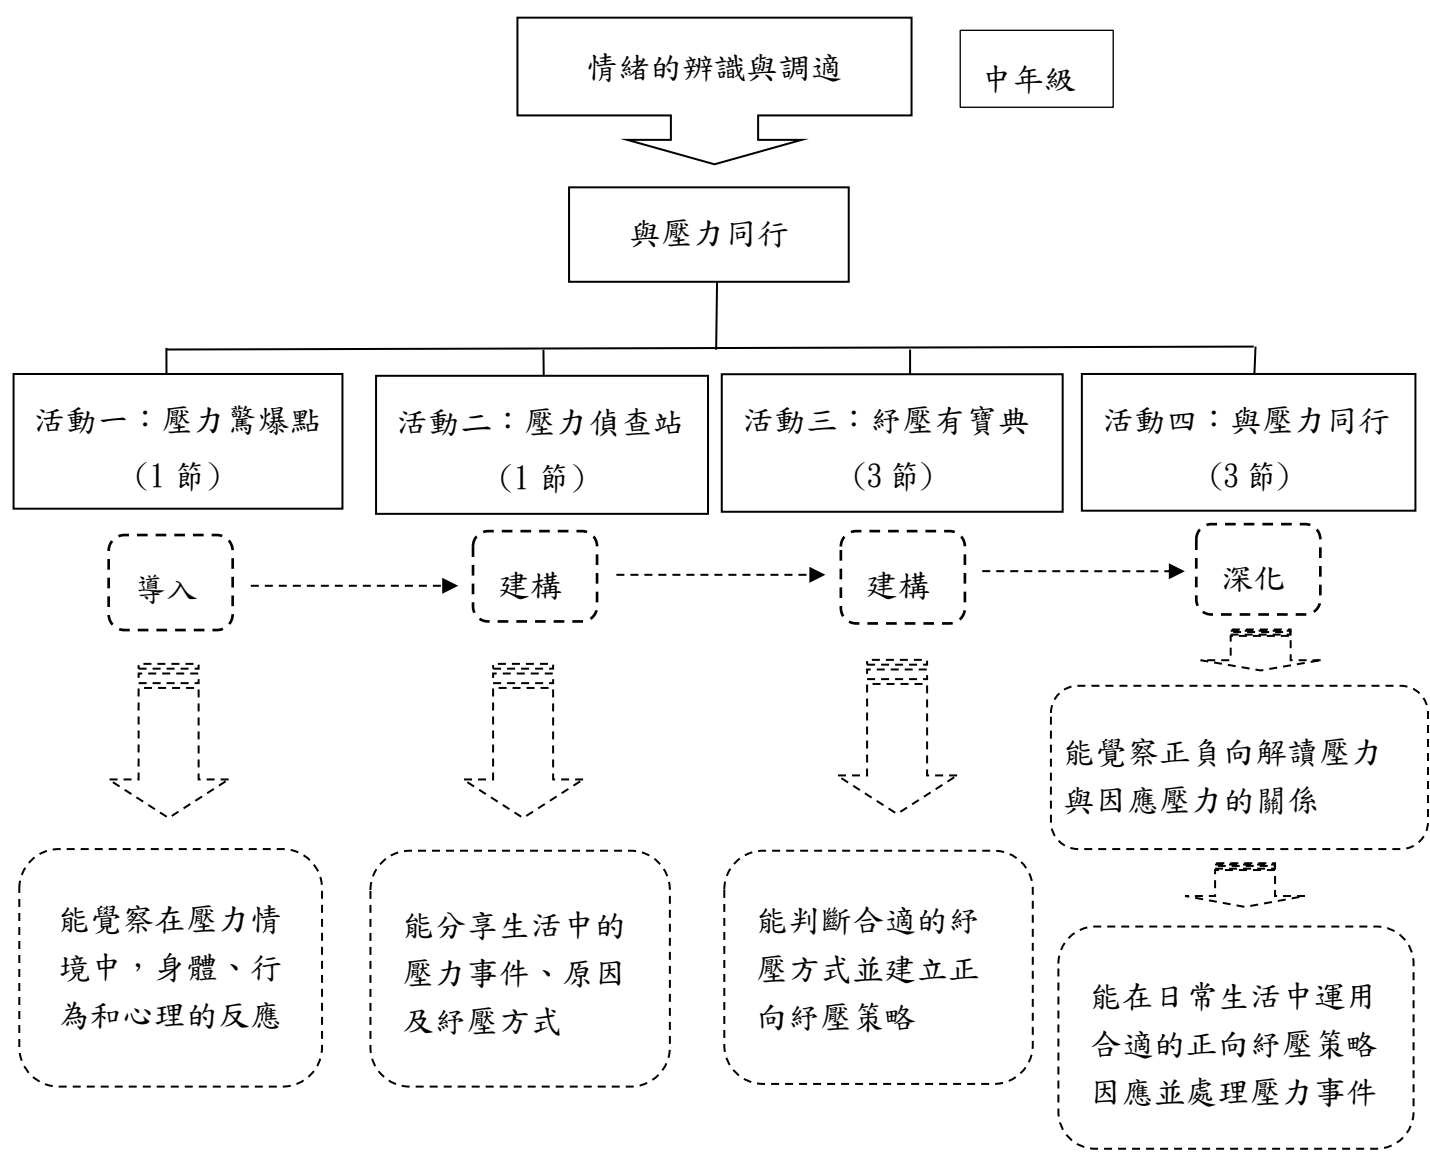 情緒的辨識與調適
中年級
與壓力同行
活動一：壓力驚爆點
(1 節)
活動二：壓力偵查站
(1 節)
活動三：紓壓有寶典
(3 節)
活動四：與壓力同行
(3 節)
導入
建構
建構
深化
能覺察在壓力情
境中，身體、行
為和心理的反應
能分享生活中的
壓力事件、原因
及紓壓方式
能判斷合適的紓
壓方式並建立正
向紓壓策略
能覺察正負向解讀壓力
與因應壓力的關係
能在日常生活中運用
合適的正向紓壓策略
因應並處理壓力事件